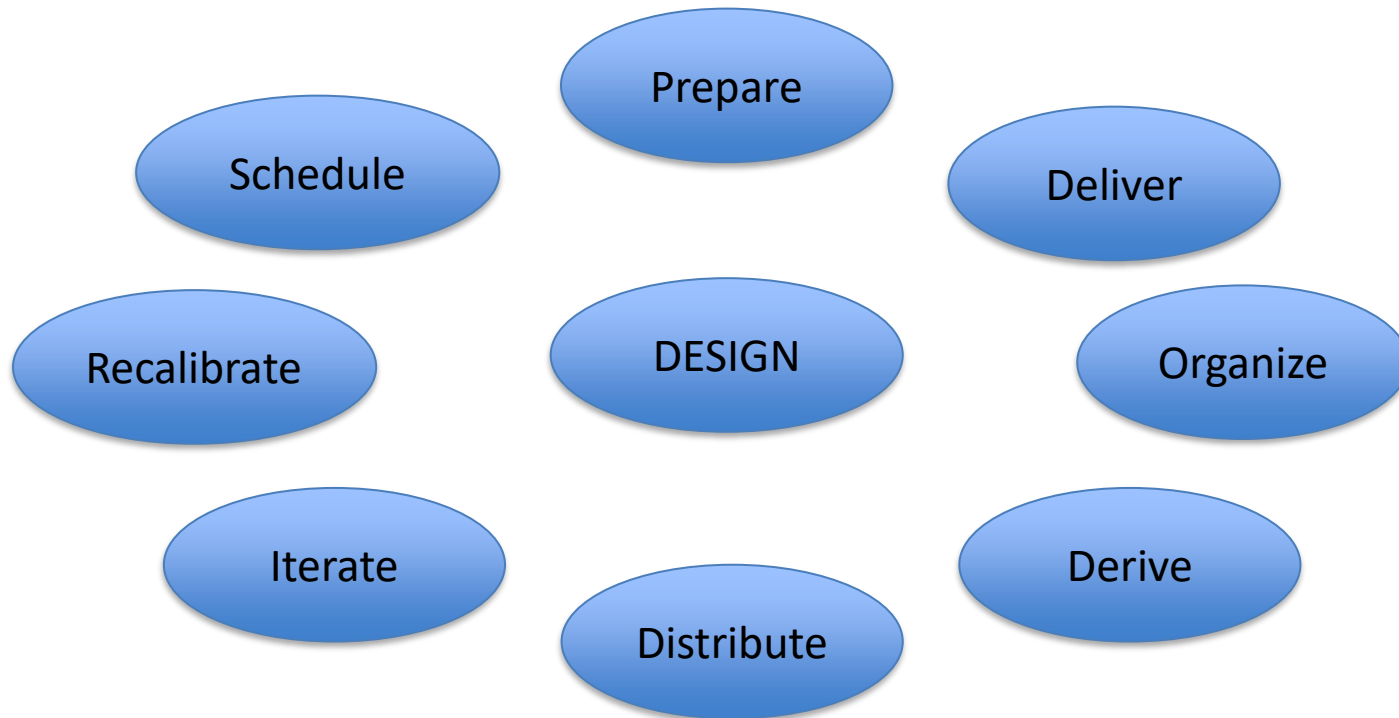 Prepare
Schedule
Deliver
Recalibrate
DESIGN
Organize
Iterate
Derive
Distribute